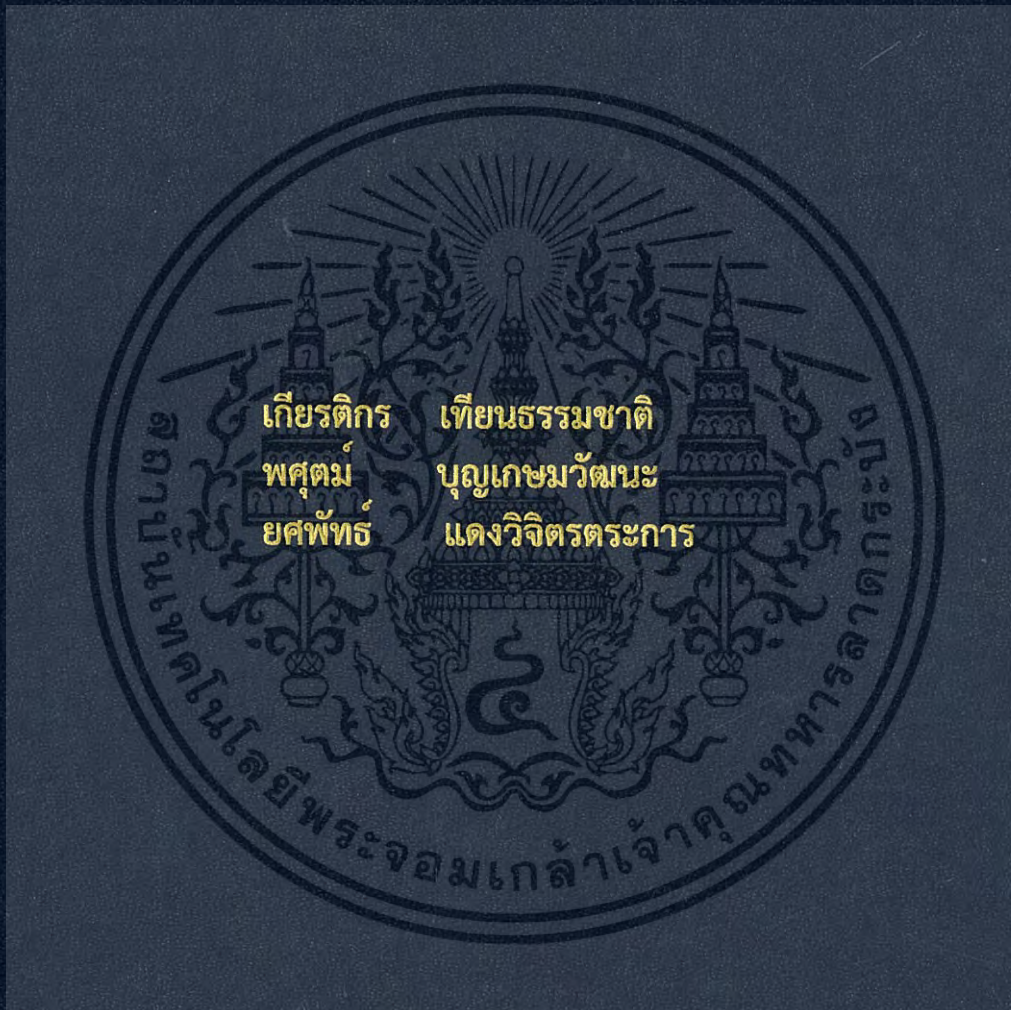 เกียรติกร เทียนธรรมชาติ
พศุตม์ บุญเกษมวัฒนะ
ยศพัทธ์ แดงวิจิตรตระการ
๔
สถาบันเทคโนโลยีพระจอมเกล้าเจ้าคุณทหารลาดกระบัง